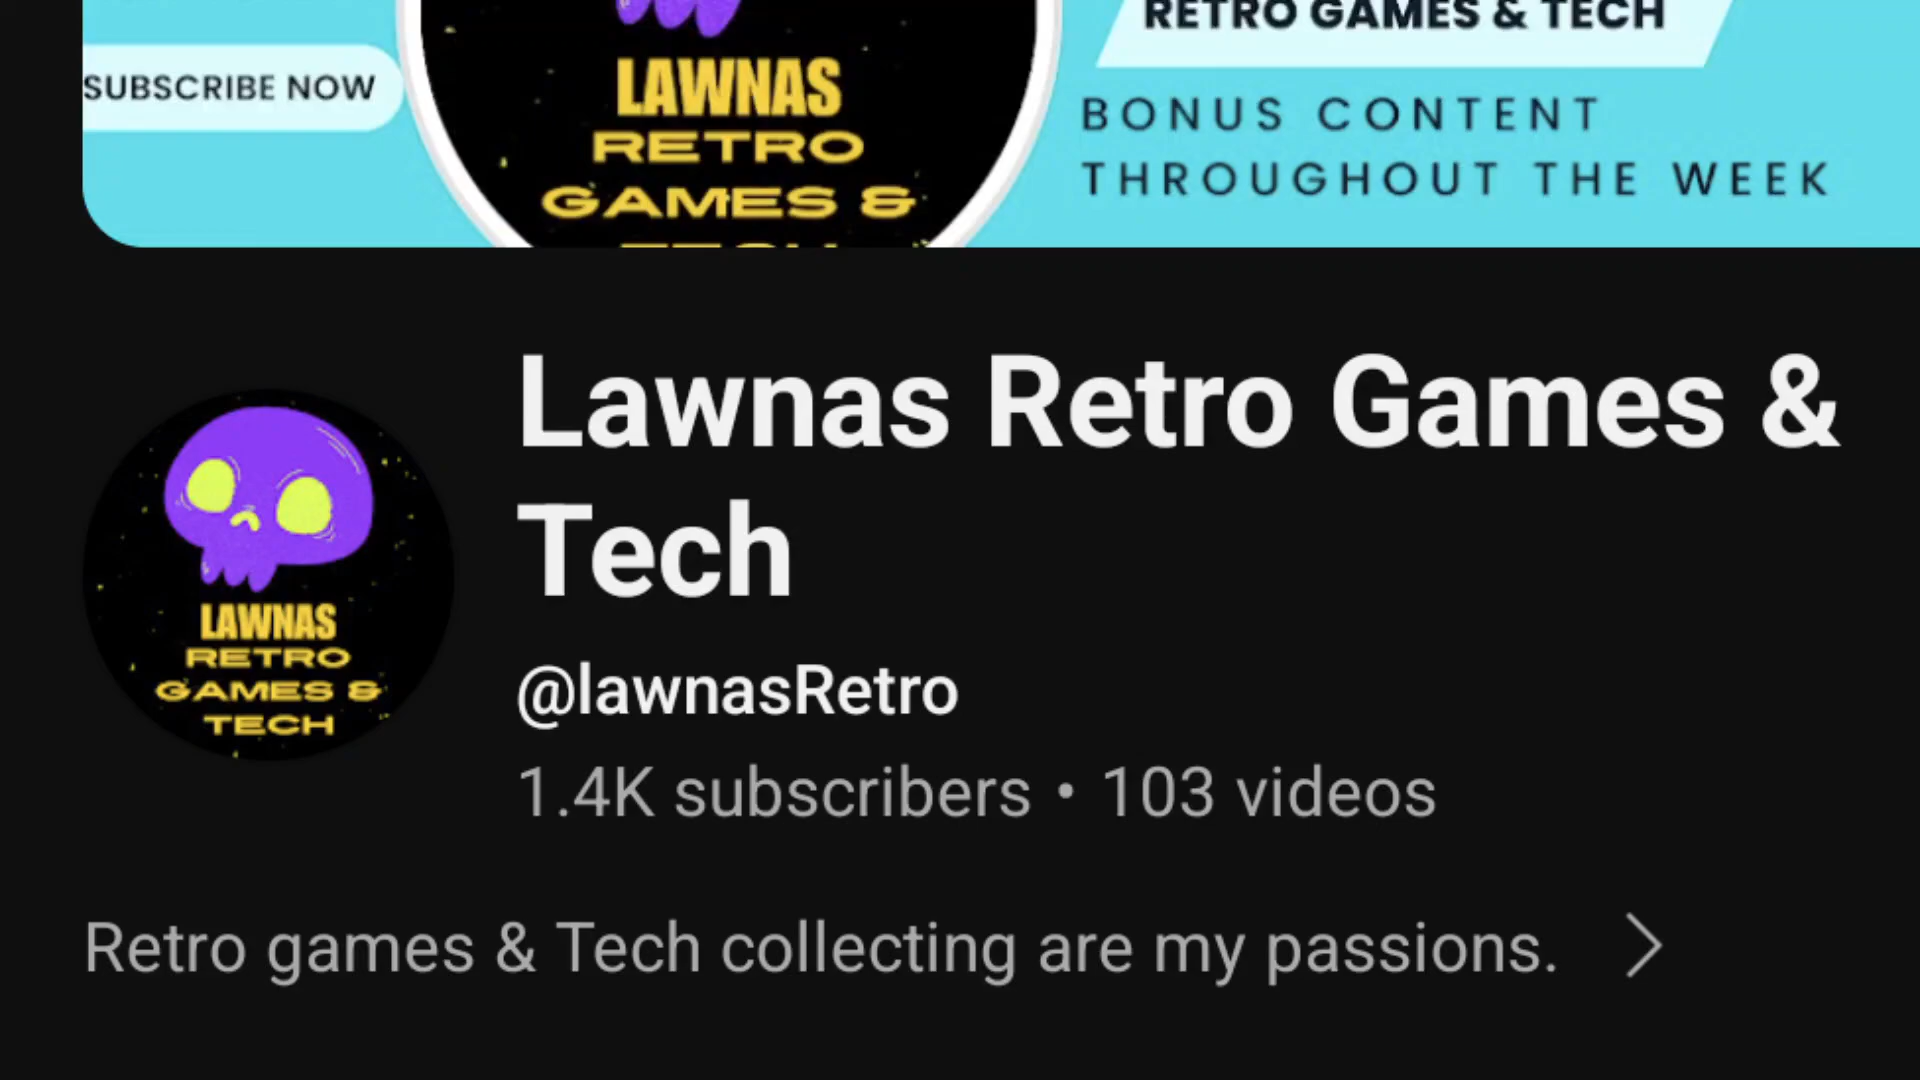 RETRO GAMES & TECH
SUBSCRIBE NOW
LAWNAS
RETRO
GAMES &
TECH
BONUS CONTENT
THROUGHOUT THE WEEK
Lawnas Retro Games &
Tech
@lawnasRetro
1.4K subscribers • 103 videos
LAWNAS
RETRO
GAMES &
TECH
Retro games & Tech collecting are my passions.